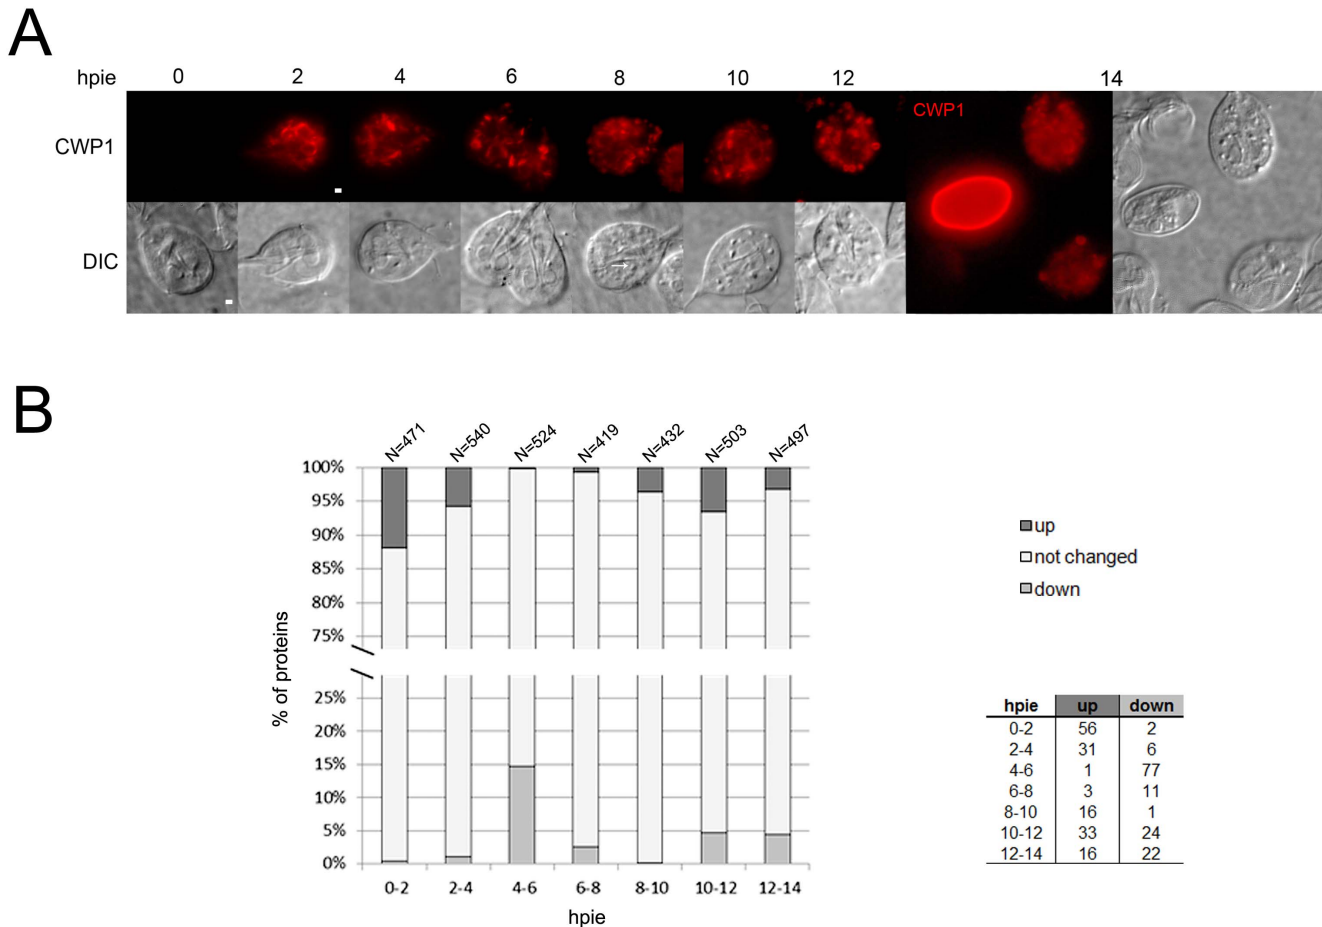 A
hpie 0 2 4 6 8 10 12 14
CWP1
CWP1
DIC
B
N=471 N=540 N=524 N=419 N=432 N=503 N=497
100%
95%
90%
85%
80%
75%
25%
20%
15%
10%
5%
0%
% of proteins
0-2 2-4 4-6 6-8 8-10 10-12 12-14
hpie
up
not changed
down
hpie up down
0-2 56 2
2-4 31 6
4-6 1 77
6-8 3 11
8-10 16 1
10-12 33 24
12-14 16 22